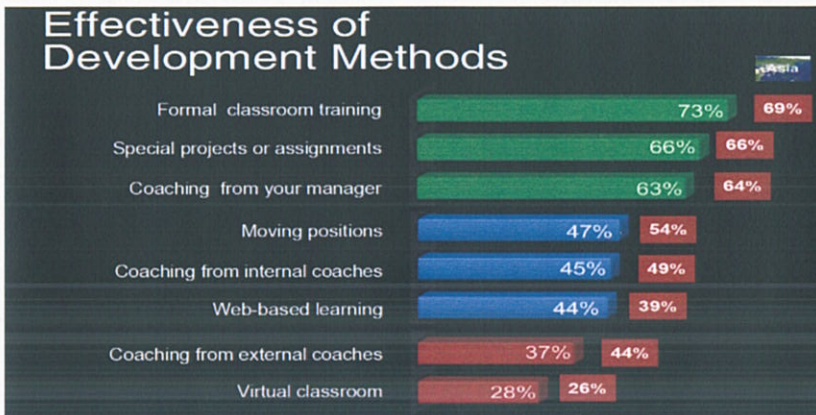 Effectiveness of
Development Methods
Asia
Formal classroom training 73% 69%
Special projects or assignments 66% 66%
Coaching from your manager 63% 64%
Moving positions 47% 54%
Coaching from internal coaches 45% 49%
Web-based learning 44% 39%
Coaching from external coaches 37% 44%
Virtual classroom 28% 26%